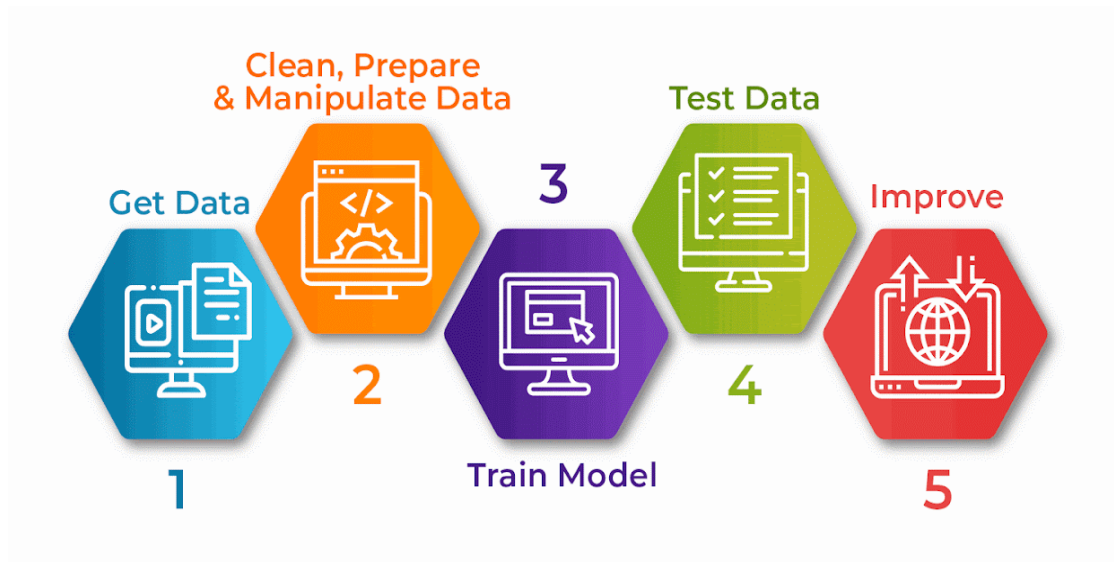 Get Data
1
Clean, Prepare
& Manipulate Data
2
3
Train Model
Test Data
4
Improve
5